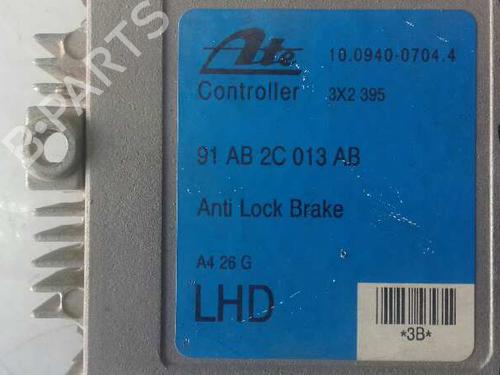 Ate 10.0940-0704.4
Controller 3X2 395
91 AB 2C 013 AB
Anti Lock Brake
A4 26 G
LHD
*3B*
B-PARTS